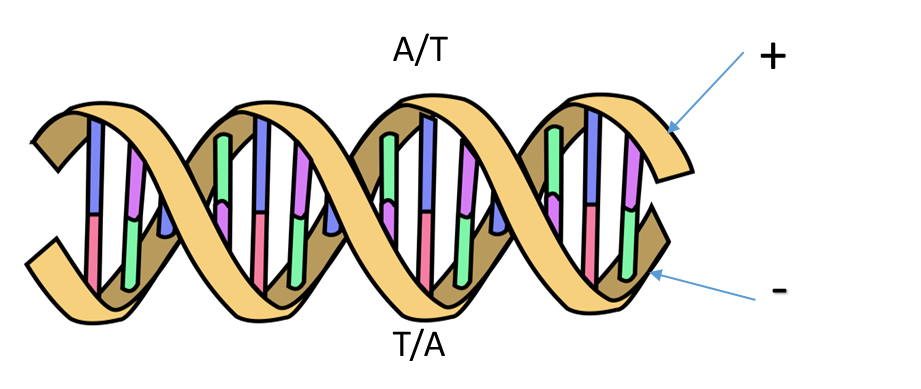 A/T
+
-
T/A